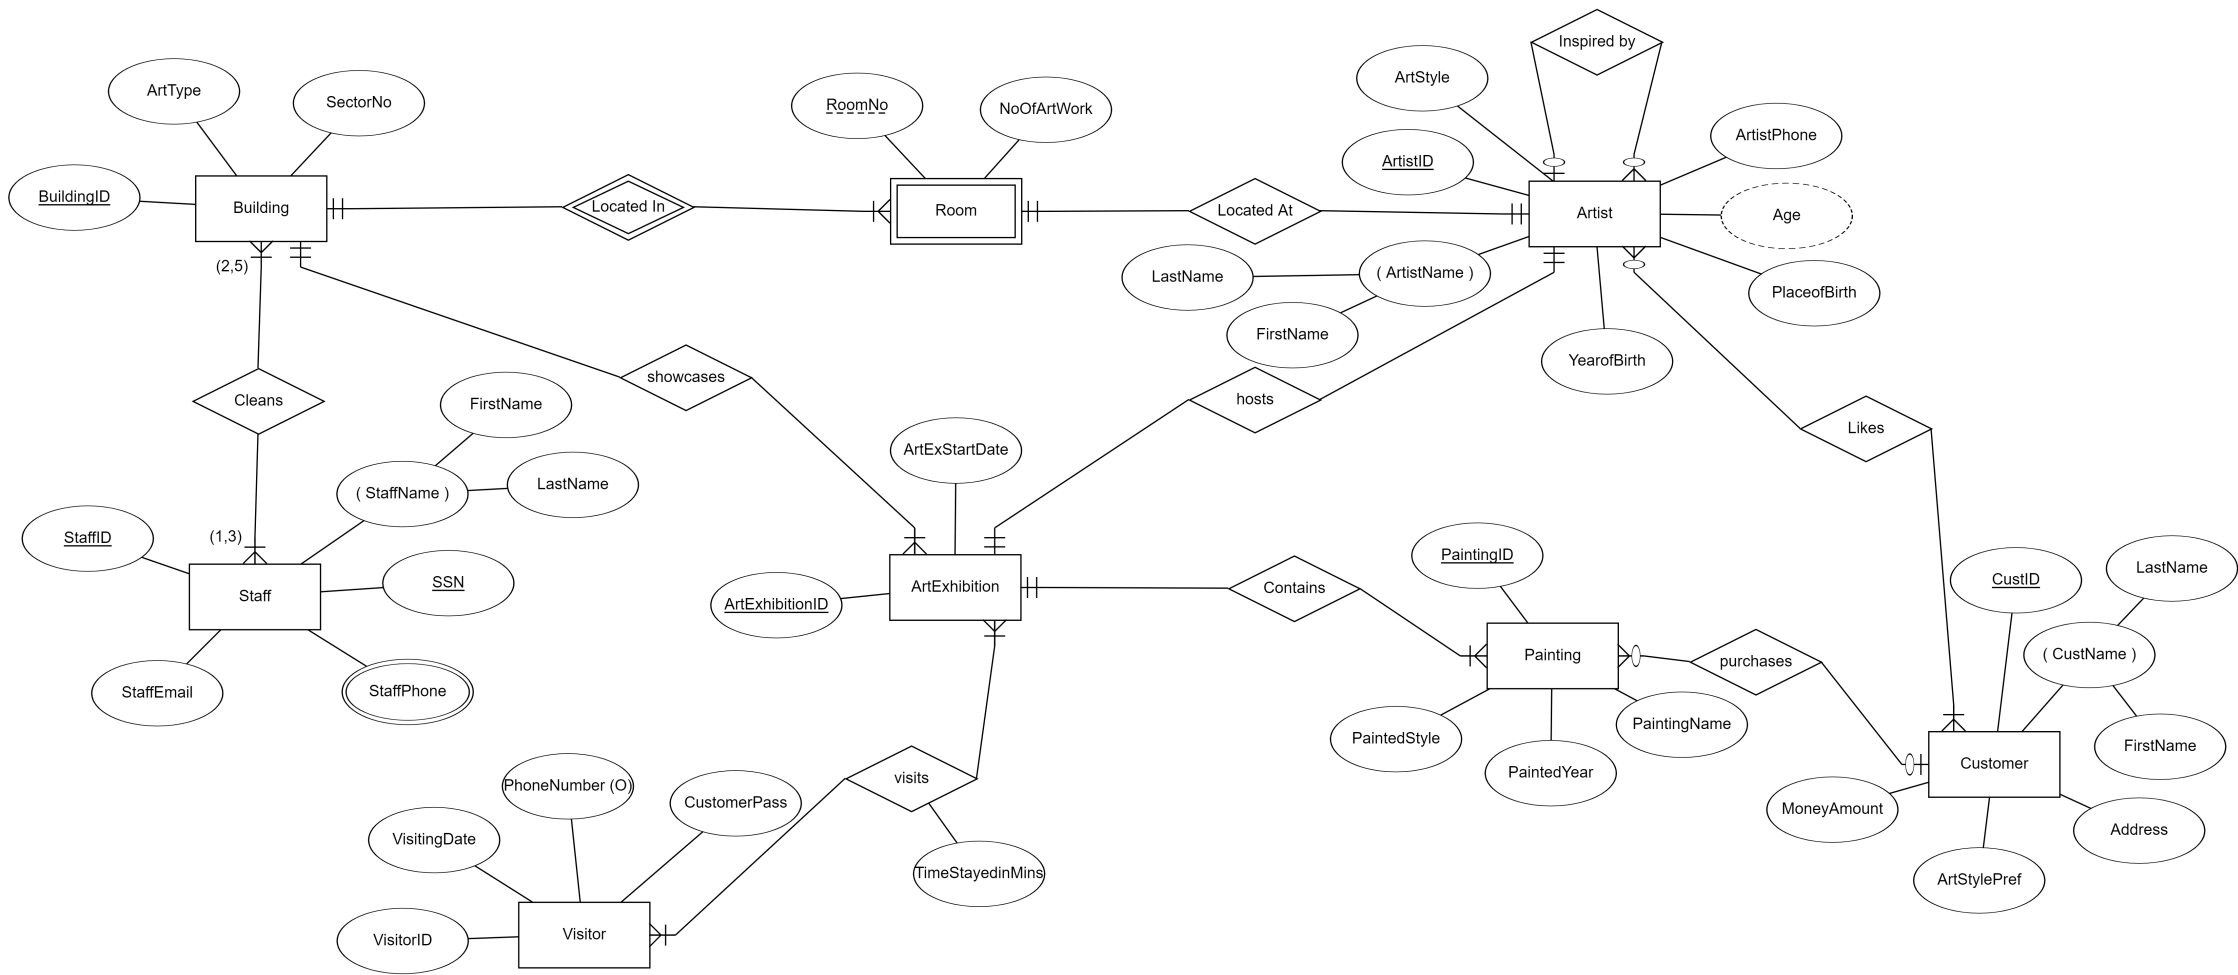 Inspired by
ArtType
SectorNo
RoomNo
NoOfArtWork
ArtStyle
ArtistPhone
BuildingID
Building
Located In
Room
Located At
ArtistID
Artist
Age
(2,5)
LastName
( ArtistName )
PlaceofBirth
FirstName
YearofBirth
showcases
hosts
Cleans
FirstName
Likes
ArtExStartDate
( StaffName )
LastName
StaffID
(1,3)
Staff
SSN
ArtExhibition
ArtExhibitionID
Contains
PaintingID
CustID
LastName
Painting
purchases
( CustName )
StaffEmail
StaffPhone
PaintedStyle
PaintedYear
PaintingName
Customer
FirstName
MoneyAmount
Address
ArtStylePref
visits
PhoneNumber (O)
CustomerPass
VisitingDate
TimeStayedinMins
VisitorID
Visitor